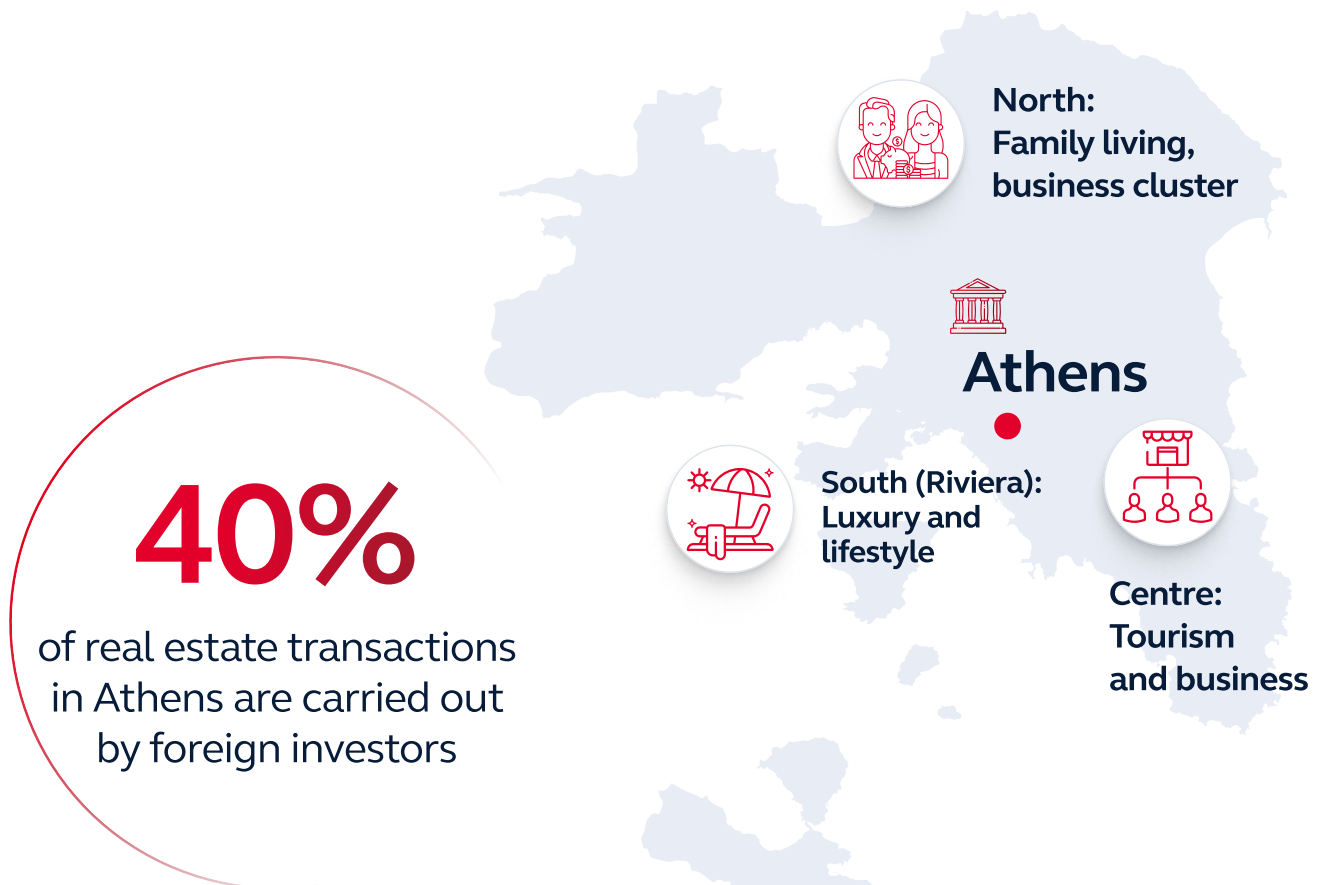 North:
Family living,
business cluster
Athens
South (Riviera):
Luxury and
lifestyle
Centre:
Tourism
and business
40%
of real estate transactions
in Athens are carried out
by foreign investors